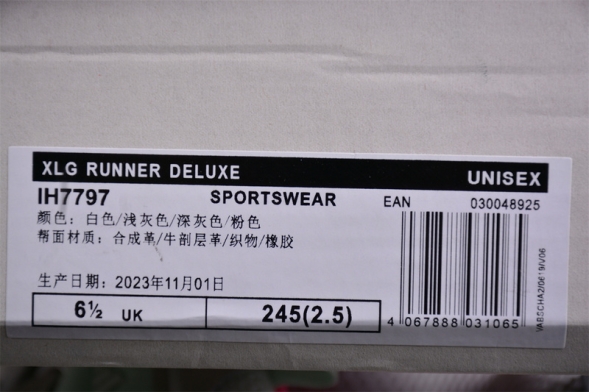 XLG RUNNER DELUXE UNISEX
IH7797 SPORTSWEAR EAN 030048925
颜色：白色/浅灰色/深灰色/粉色
帮面材质：合成革/牛剖层革/织物/橡胶
生产日期：2023年11月01日
6½ UK 245(2.5)
4 067888 031065